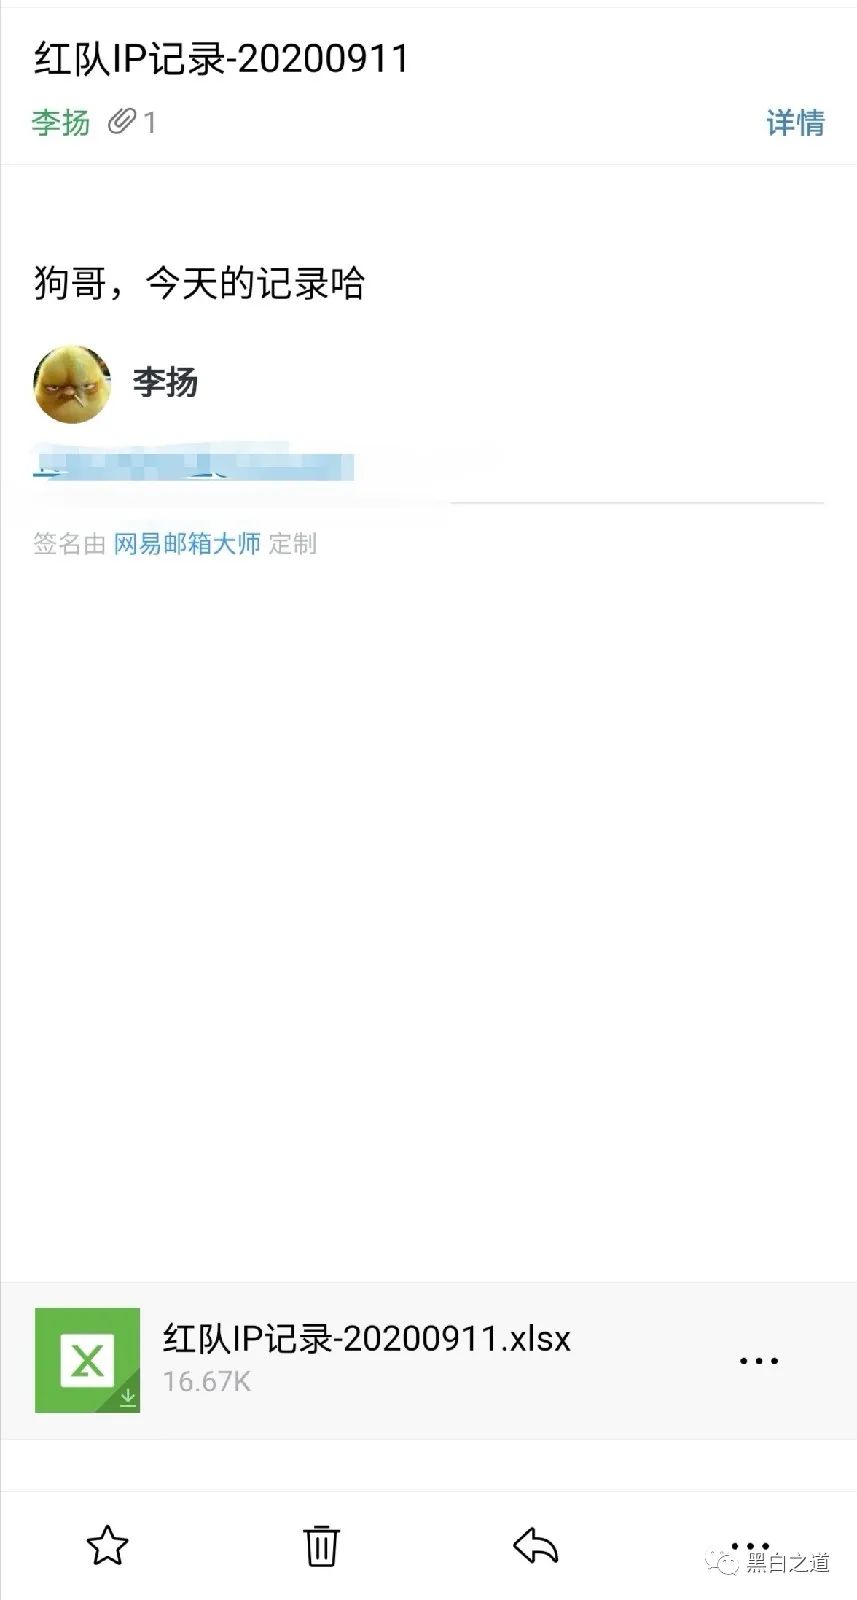 红队IP记录-20200911
李扬 1 详情
狗哥，今天的记录哈
李扬
签名由 网易邮箱大师 定制
红队IP记录-20200911.xlsx
16.67K
黑白之道